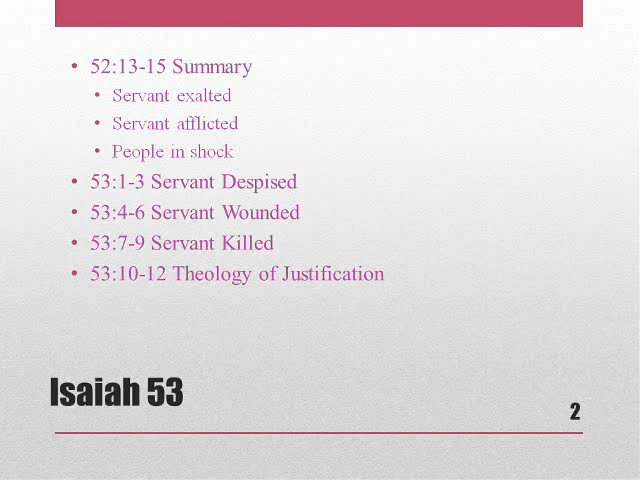 • 52:13-15 Summary
• Servant exalted
• Servant afflicted
• People in shock
• 53:1-3 Servant Despised
• 53:4-6 Servant Wounded
• 53:7-9 Servant Killed
• 53:10-12 Theology of Justification
Isaiah 53
2